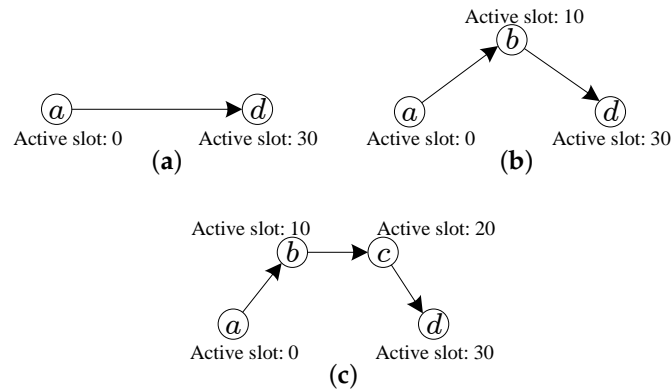 a
d
Active slot: 0
Active slot: 30
(a)
Active slot: 10
b
a
d
Active slot: 0
Active slot: 30
(b)
Active slot: 10
Active slot: 20
b
c
a
d
Active slot: 0
Active slot: 30
(c)